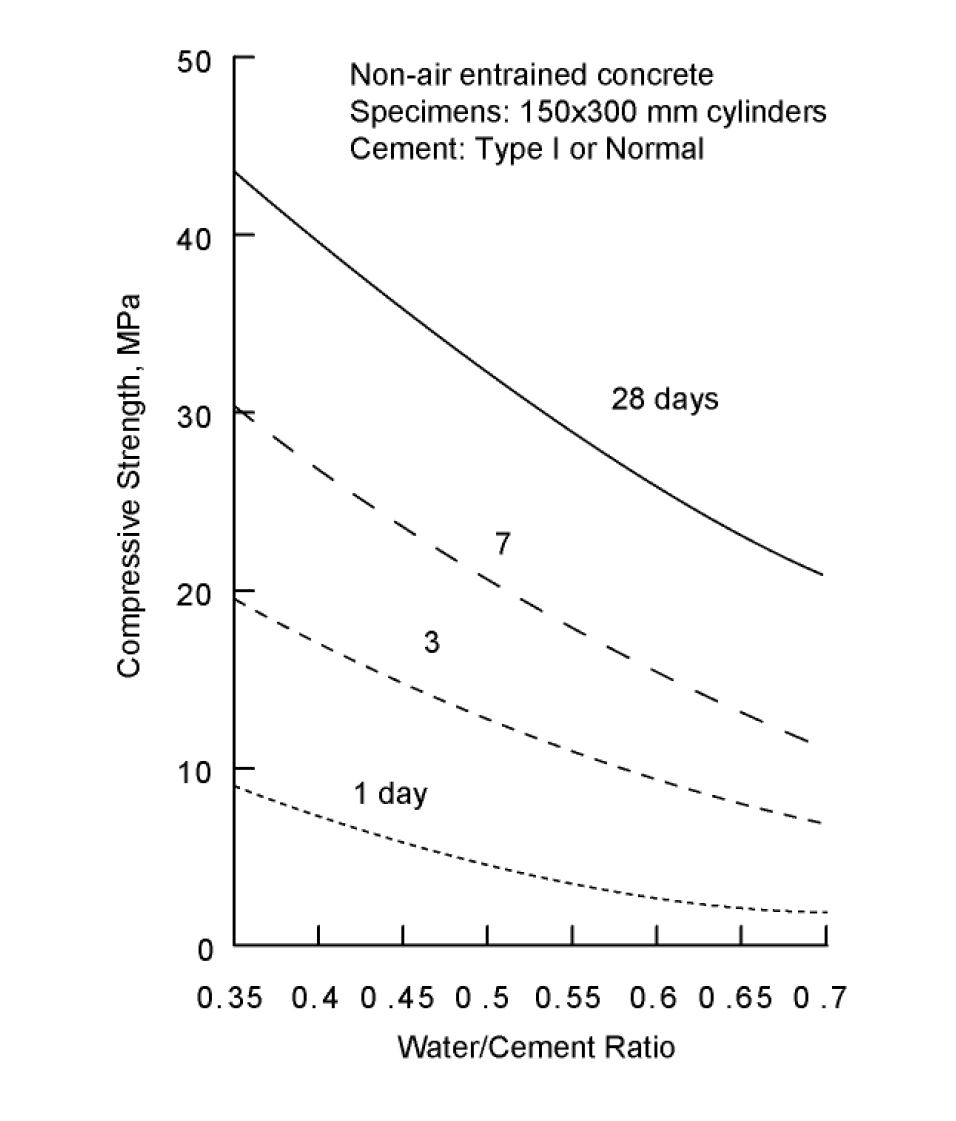 50
Non-air entrained concrete
Specimens: 150x300 mm cylinders
Cement: Type I or Normal
40
Compressive Strength, MPa
30
28 days
7
20
3
10
1 day
0
0.35 0.4 0.45 0.5 0.55 0.6 0.65 0.7
Water/Cement Ratio